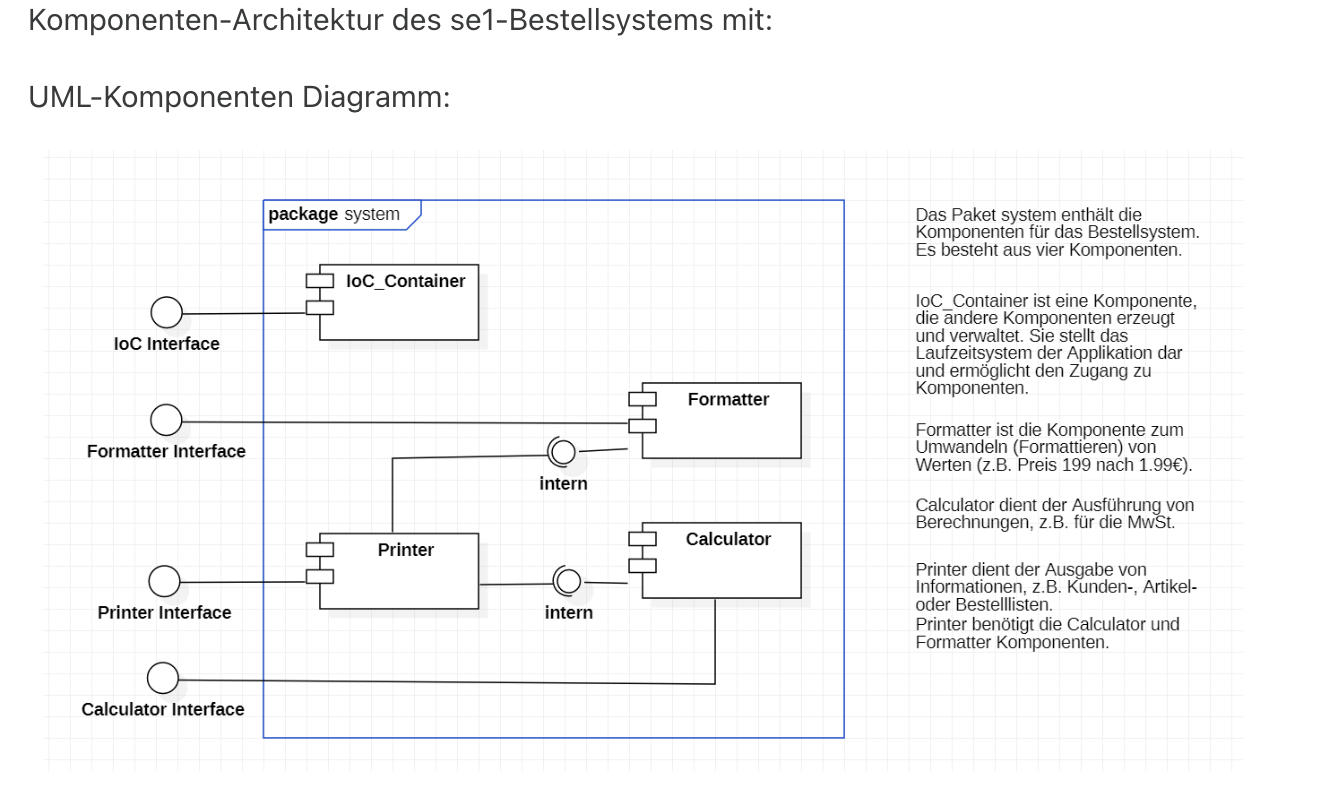 Komponenten-Architektur des se1-Bestellsystems mit:
UML-Komponenten Diagramm:
package system
IoC_Container
IoC Interface
Formatter
Formatter Interface
intern
Printer
Calculator
Printer Interface
intern
Calculator Interface
Das Paket system enthält die
Komponenten für das Bestellsystem.
Es besteht aus vier Komponenten.
IoC_Container ist eine Komponente,
die andere Komponenten erzeugt
und verwaltet. Sie stellt das
Laufzeitsystem der Applikation dar
und ermöglicht den Zugang zu
Komponenten.
Formatter ist die Komponente zum
Umwandeln (Formattieren) von
Werten (z.B. Preis 199 nach 1.99€).
Calculator dient der Ausführung von
Berechnungen, z.B. für die MwSt.
Printer dient der Ausgabe von
Informationen, z.B. Kunden-, Artikel-
oder Bestelllisten.
Printer benötigt die Calculator und
Formatter Komponenten.